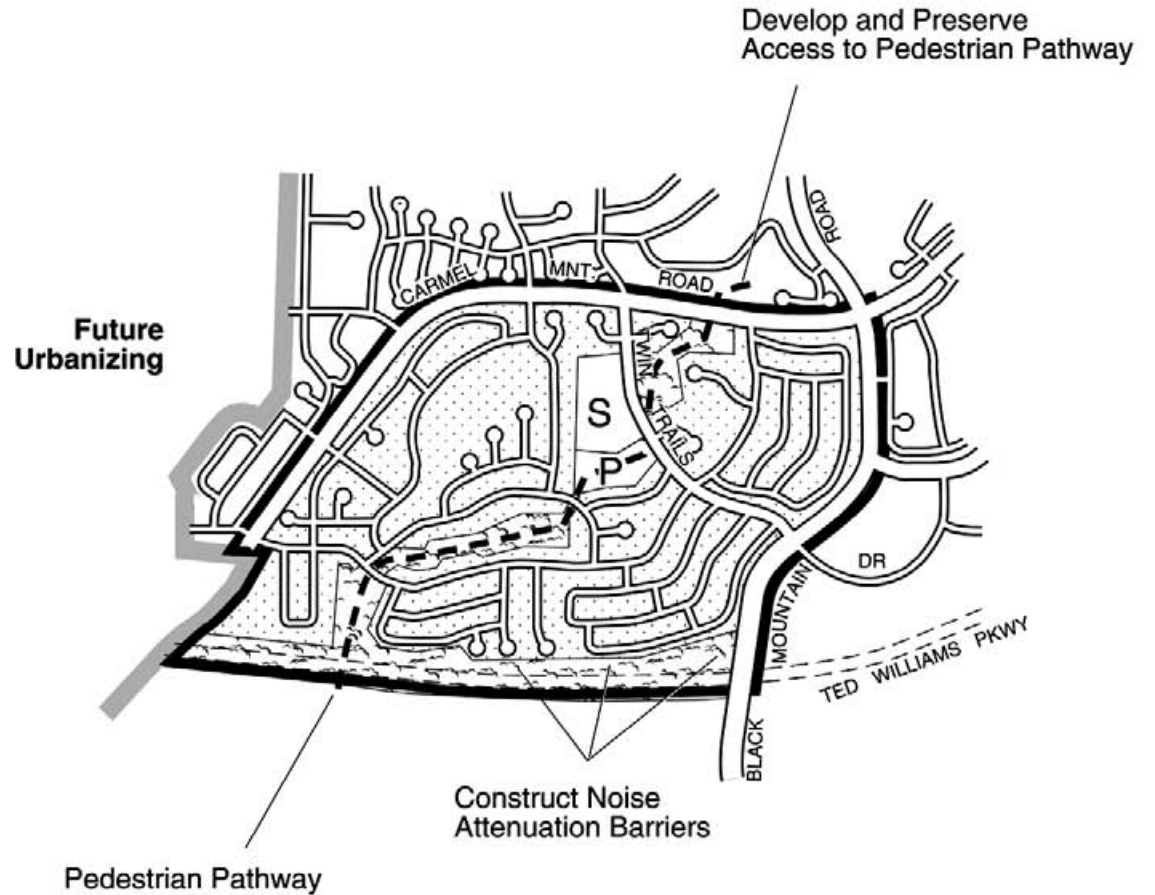 Develop and Preserve
Access to Pedestrian Pathway
ROAD
CARMEL MNT. ROAD
Future
Urbanizing
TWIN TRAILS
S
P
DR
MOUNTAIN
TED WILLIAMS PKWY
BLACK
Construct Noise
Attenuation Barriers
Pedestrian Pathway